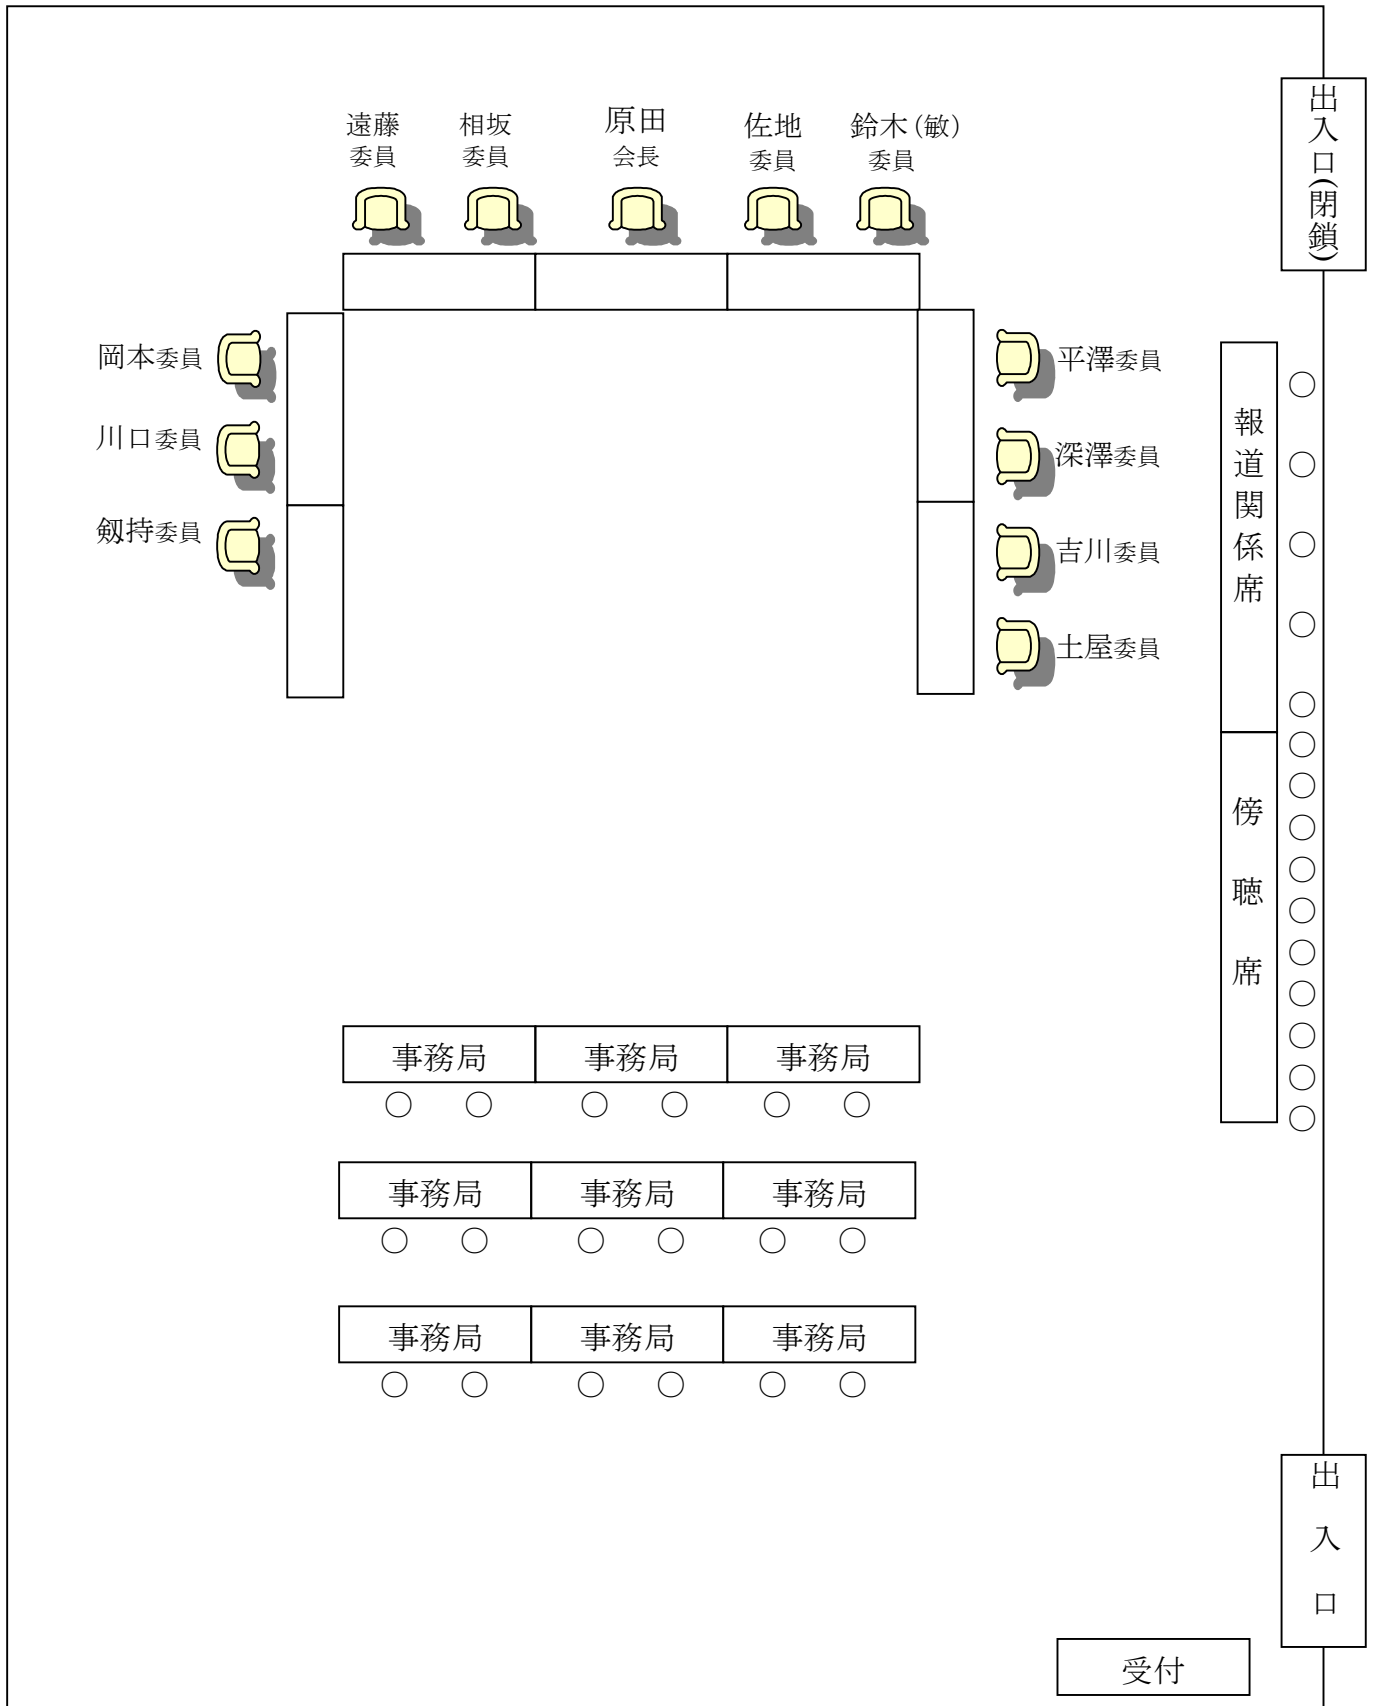 出入口(閉鎖)
遠藤
委員
相坂
委員
原田
会長
佐地
委員
鈴木(敏)
委員
岡本委員
川口委員
剱持委員
平澤委員
深澤委員
吉川委員
土屋委員
報道関係席
○
○
○
○
○
傍聴席
○
○
○
○
○
○
○
○
○
○
事務局 事務局 事務局
○ ○ ○ ○ ○ ○
事務局 事務局 事務局
○ ○ ○ ○ ○ ○
事務局 事務局 事務局
○ ○ ○ ○ ○ ○
出入口
受付